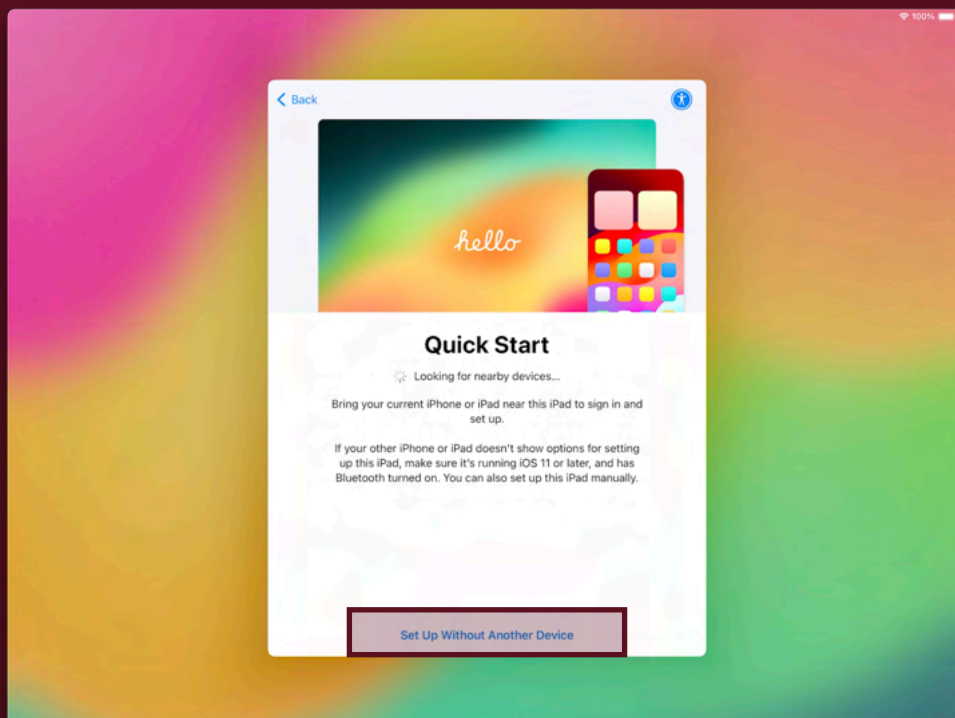 100%
Back
hello
Quick Start
Looking for nearby devices...
Bring your current iPhone or iPad near this iPad to sign in and
set up.
If your other iPhone or iPad doesn't show options for setting
up this iPad, make sure it's running iOS 11 or later, and has
Bluetooth turned on. You can also set up this iPad manually.
Set Up Without Another Device